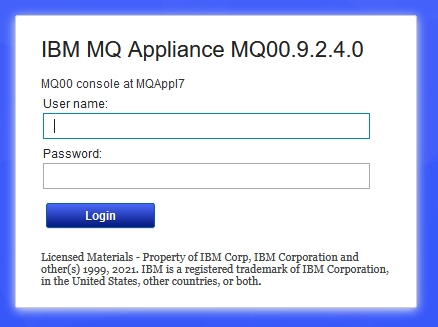 IBM MQ Appliance MQ00.9.2.4.0
MQ00 console at MQAppl7
User name:
Password:
Login
Licensed Materials - Property of IBM Corp, IBM Corporation and
other(s) 1999, 2021. IBM is a registered trademark of IBM Corporation,
in the United States, other countries, or both.